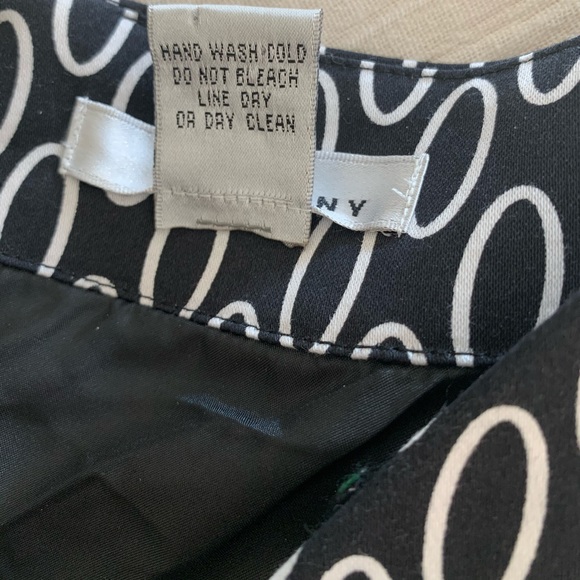 HAND WASH COLD
DO NOT BLEACH
LINE DRY
OR DRY CLEAN
NY